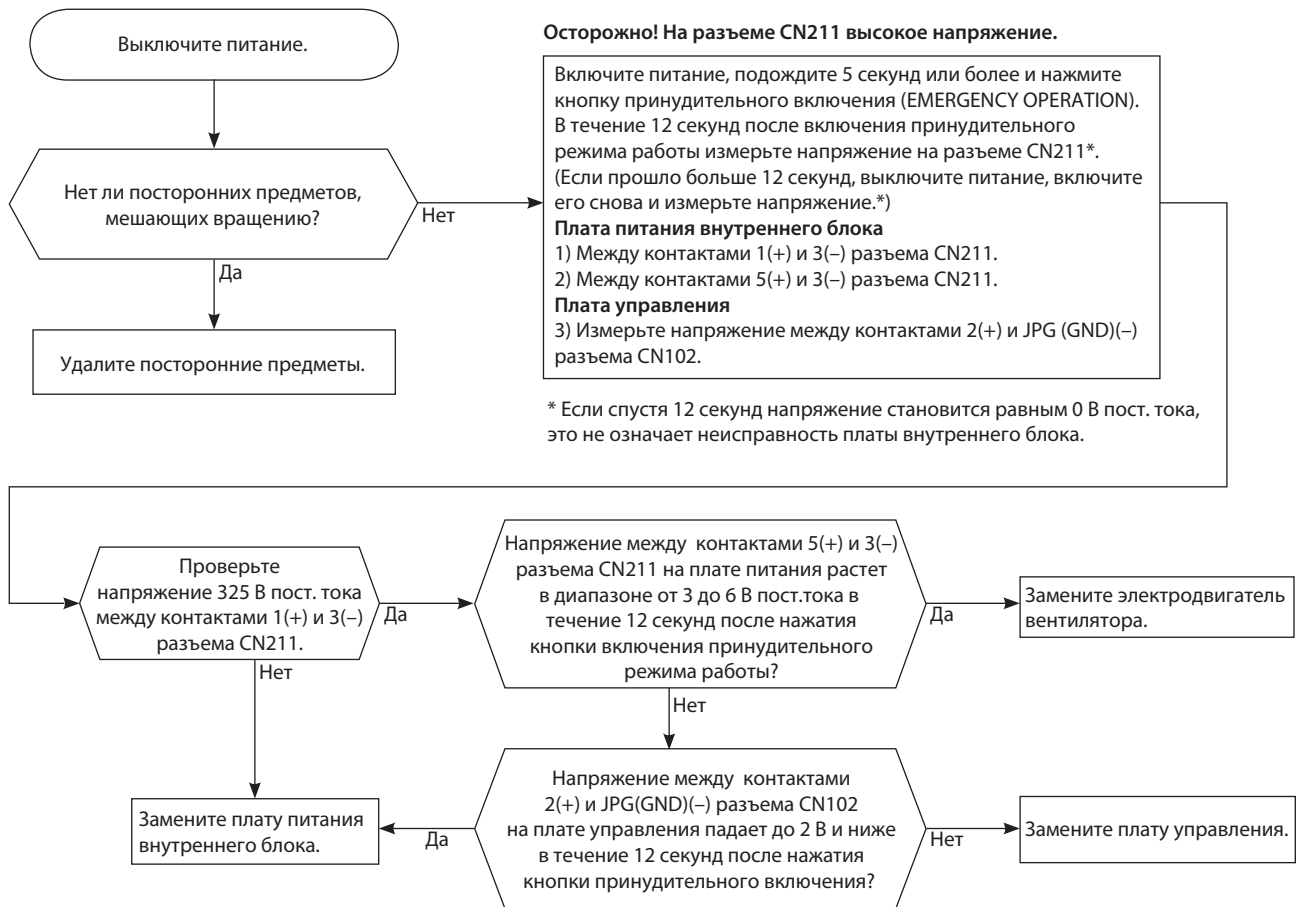 Выключите питание.
Нет ли посторонних предметов,
мешающих вращению?
Нет
Да
Удалите посторонние предметы.
Осторожно! На разъеме CN211 высокое напряжение.
Включите питание, подождите 5 секунд или более и нажмите
кнопку принудительного включения (EMERGENCY OPERATION).
В течение 12 секунд после включения принудительного
режима работы измерьте напряжение на разъеме CN211*.
(Если прошло больше 12 секунд, выключите питание, включите
его снова и измерьте напряжение.*)
Плата питания внутреннего блока
1) Между контактами 1(+) и 3(–) разъема CN211.
2) Между контактами 5(+) и 3(–) разъема CN211.
Плата управления
3) Измерьте напряжение между контактами 2(+) и JPG (GND)(–)
разъема CN102.
* Если спустя 12 секунд напряжение становится равным 0 В пост. тока,
это не означает неисправность платы внутреннего блока.
Проверьте
напряжение 325 В пост. тока
между контактами 1(+) и 3(–)
разъема CN211.
Да
Нет
Напряжение между контактами 5(+) и 3(–)
разъема CN211 на плате питания растет
в диапазоне от 3 до 6 В пост.тока в
течение 12 секунд после нажатия
кнопки включения принудительного
режима работы?
Да
Нет
Замените электродвигатель
вентилятора.
Замените плату питания
внутреннего блока.
Да
Напряжение между контактами
2(+) и JPG(GND)(–) разъема CN102
на плате управления падает до 2 В и ниже
в течение 12 секунд после нажатия
кнопки принудительного включения?
Нет
Замените плату управления.